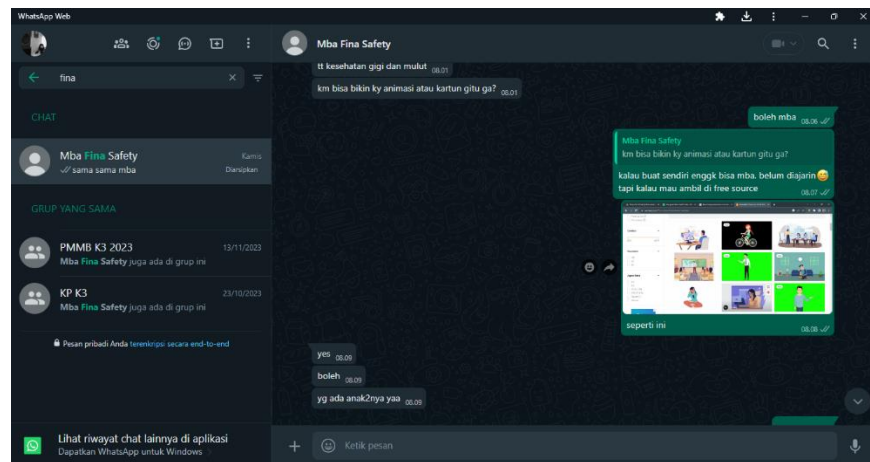 WhatsApp Web
fina
CHAT
Mba Fina Safety
Kamis
sama sama mba
Diarsipkan
GRUP YANG SAMA
PMMB K3 2023
13/11/2023
Mba Fina Safety juga ada di grup ini
KP K3
23/10/2023
Mba Fina Safety juga ada di grup ini
Pesan pribadi Anda terenkripsi secara end-to-end
Lihat riwayat chat lainnya di aplikasi
Dapatkan WhatsApp untuk Windows
Mba Fina Safety
tt kesehatan gigi dan mulut 08.01
km bisa bikin ky animasi atau kartun gitu ga? 08.01
boleh mba 08.06
Mba Fina Safety
km bisa bikin ky animasi atau kartun gitu ga?
kalau buat sendiri enggk bisa mba. belum diajarin😅
tapi kalau mau ambil di free source 08.07
seperti ini 08.08
yes 08.09
boleh 08.09
yg ada anak2nya yaa 08.09
Ketik pesan